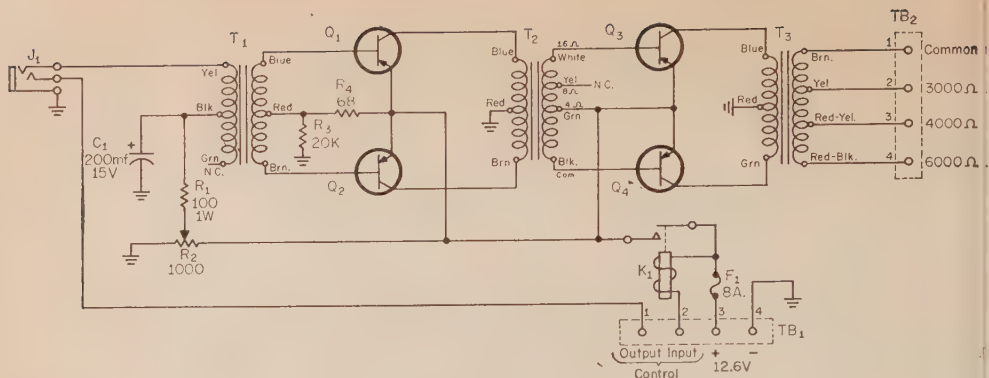 J1
Yel
Blk
Grn
N.C.
C1
200mf
15V
R1
100
1W
R2
1000
T1
Blue
Red
Brn.
R4
68
R3
20K
Q1
Q2
Blue
Red
Brn
T2
16Ω
White
Yel
8Ω
N.C.
4Ω
Grn
Blk.
Com
Q3
Q4
Blue
Red
Grn
T3
Brn.
Yel
Red-Yel.
Red-Blk.
TB2
1
Common
2
3000Ω
3
4000Ω
4
6000Ω
K1
F1
8A.
1
2
3
4
TB1
Output Input
Control
+ −
12.6V